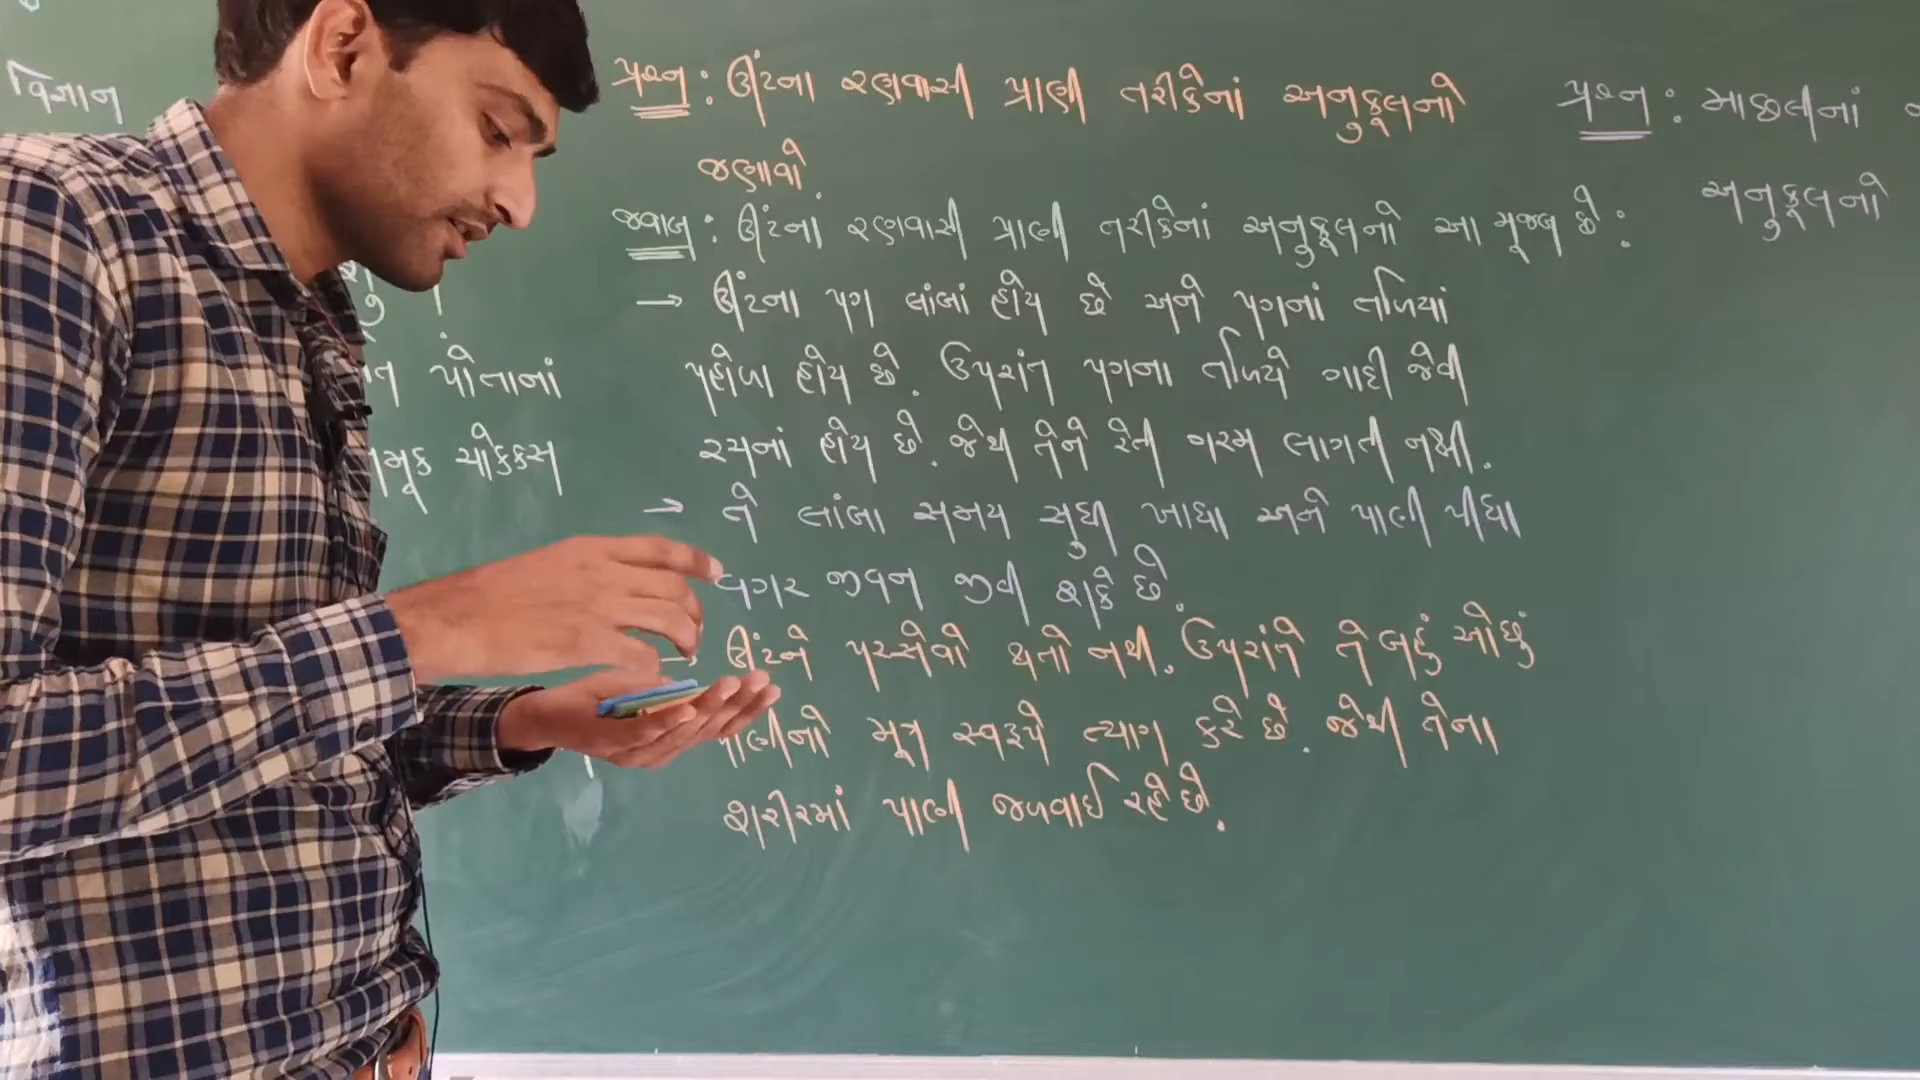 વિજ્ઞાન
પોતાનાં
ચોક્કસ
પ્રશ્ન : ઊંટના રણવાસી પ્રાણી તરીકેનાં અનુકૂલનો
જણાવો.
જવાબ : ઊંટનાં રણવાસી પ્રાણી તરીકેનાં અનુકૂલનો આ મૂજબ છે :
→ ઊંટના પગ લાંબાં હોય છે અને પગનાં તળિયાં
પહોળા હોય છે. ઉપરાંત પગના તળિયે ગાદી જેવી
રચનાં હોય છે. જેથી તેને રેતી ગરમ લાગતી નથી.
→ તે લાંબા સમય સુધી ખાધા અને પાણી પીધા
વગર જીવન જીવી શકે છે.
→ ઊંટને પરસેવો થતો નથી. ઉપરાંત તે બહું ઓછું
પાણીનો મૂત્ર સ્વરૂપે ત્યાગ કરે છે. જેથી તેના
શરીરમાં પાણી જળવાઈ રહે છે.
પ્રશ્ન : માછલીનાં
અનુકૂલનો